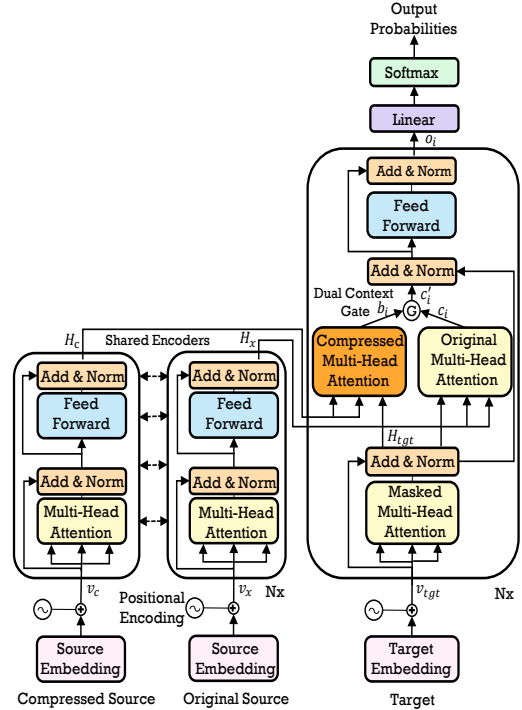 Output
Probabilities
Softmax
Linear
o_i
Add & Norm
Feed
Forward
Add & Norm
Dual Context
Gate
c_i'
b_i
G
c_i
H_c
Shared Encoders
H_x
Compressed
Multi-Head
Attention
Original
Multi-Head
Attention
Add & Norm
Feed
Forward
Add & Norm
Multi-Head
Attention
Add & Norm
Feed
Forward
Add & Norm
Multi-Head
Attention
H_tgt
Add & Norm
Masked
Multi-Head
Attention
v_c
Positional
Encoding
v_x
Nx
v_tgt
Nx
Source
Embedding
Source
Embedding
Target
Embedding
Compressed Source
Original Source
Target